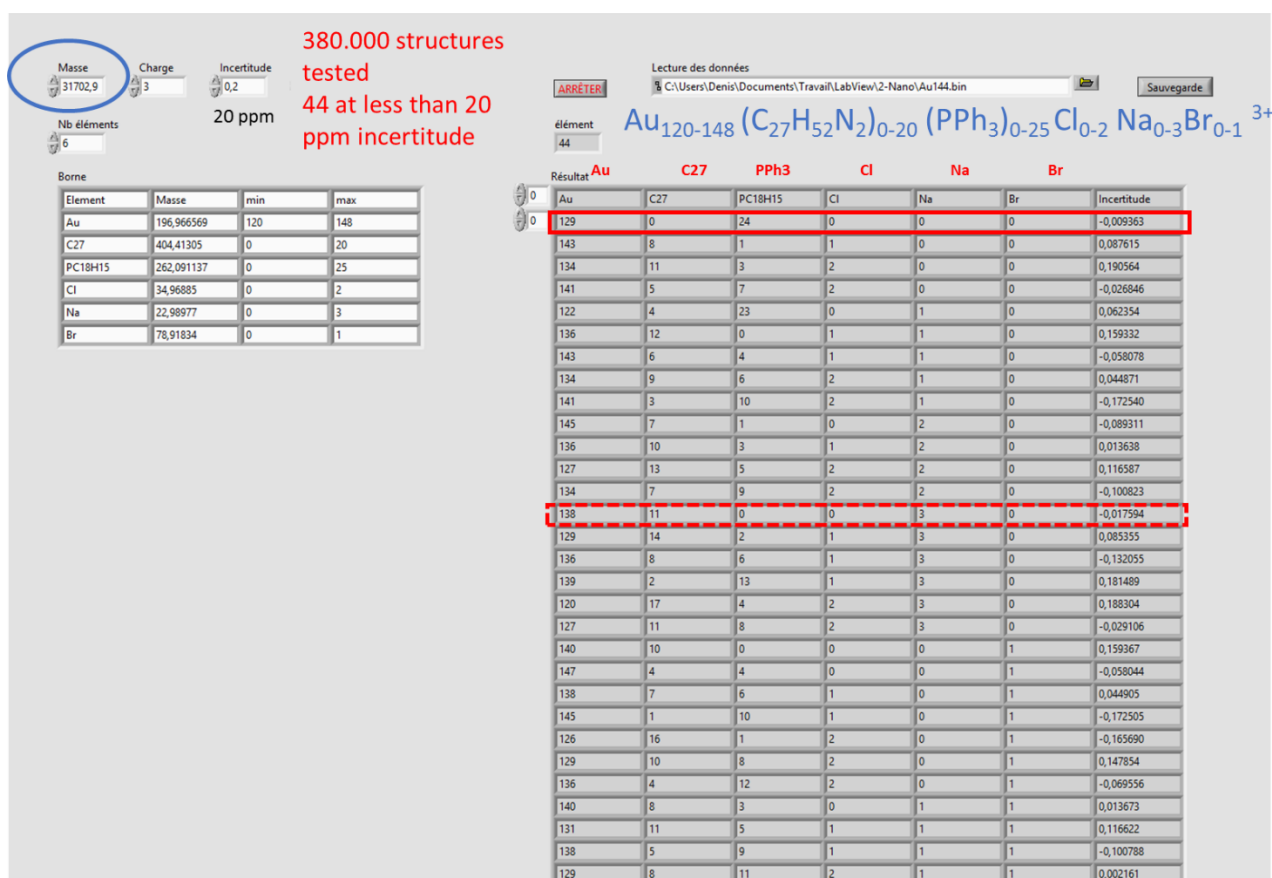 380.000 structures
tested
44 at less than 20
ppm incertitude
Masse Charge Incertitude
31702,9 3 0,2
20 ppm
Nb éléments
6
Lecture des données
C:\Users\Denis\Documents\Travail\LabView\2-Nano\Au144.bin
ARRÊTER
Sauvegarde
élément
44
Au120-148 (C27H52N2)0-20 (PPh3)0-25 Cl0-2 Na0-3Br0-1 3+
Borne
Element Masse min max
Au 196,966569 120 148
C27 404,41305 0 20
PC18H15 262,091137 0 25
Cl 34,96885 0 2
Na 22,98977 0 3
Br 78,91834 0 1
Résultat Au C27 PPh3 Cl Na Br
0 Au C27 PC18H15 Cl Na Br Incertitude
0 129 0 24 0 0 0 -0,009363
143 8 1 1 0 0 0,087615
134 11 3 2 0 0 0,190564
141 5 7 2 0 0 -0,026846
122 4 23 0 1 0 0,062354
136 12 0 1 1 0 0,159332
143 6 4 1 1 0 -0,058078
134 9 6 2 1 0 0,044871
141 3 10 2 1 0 -0,172540
145 7 1 0 2 0 -0,089311
136 10 3 1 2 0 0,013638
127 13 5 2 2 0 0,116587
134 7 9 2 2 0 -0,100823
138 11 0 0 3 0 -0,017594
129 14 2 1 3 0 0,085355
136 8 6 1 3 0 -0,132055
139 2 13 1 3 0 0,181489
120 17 4 2 3 0 0,188304
127 11 8 2 3 0 -0,029106
140 10 0 0 0 1 0,159367
147 4 4 0 0 1 -0,058044
138 7 6 1 0 1 0,044905
145 1 10 1 0 1 -0,172505
126 16 1 2 0 1 -0,165690
129 10 8 2 0 1 0,147854
136 4 12 2 0 1 -0,069556
140 8 3 0 1 1 0,013673
131 11 5 1 1 1 0,116622
138 5 9 1 1 1 -0,100788
129 8 11 2 1 1 0,002161